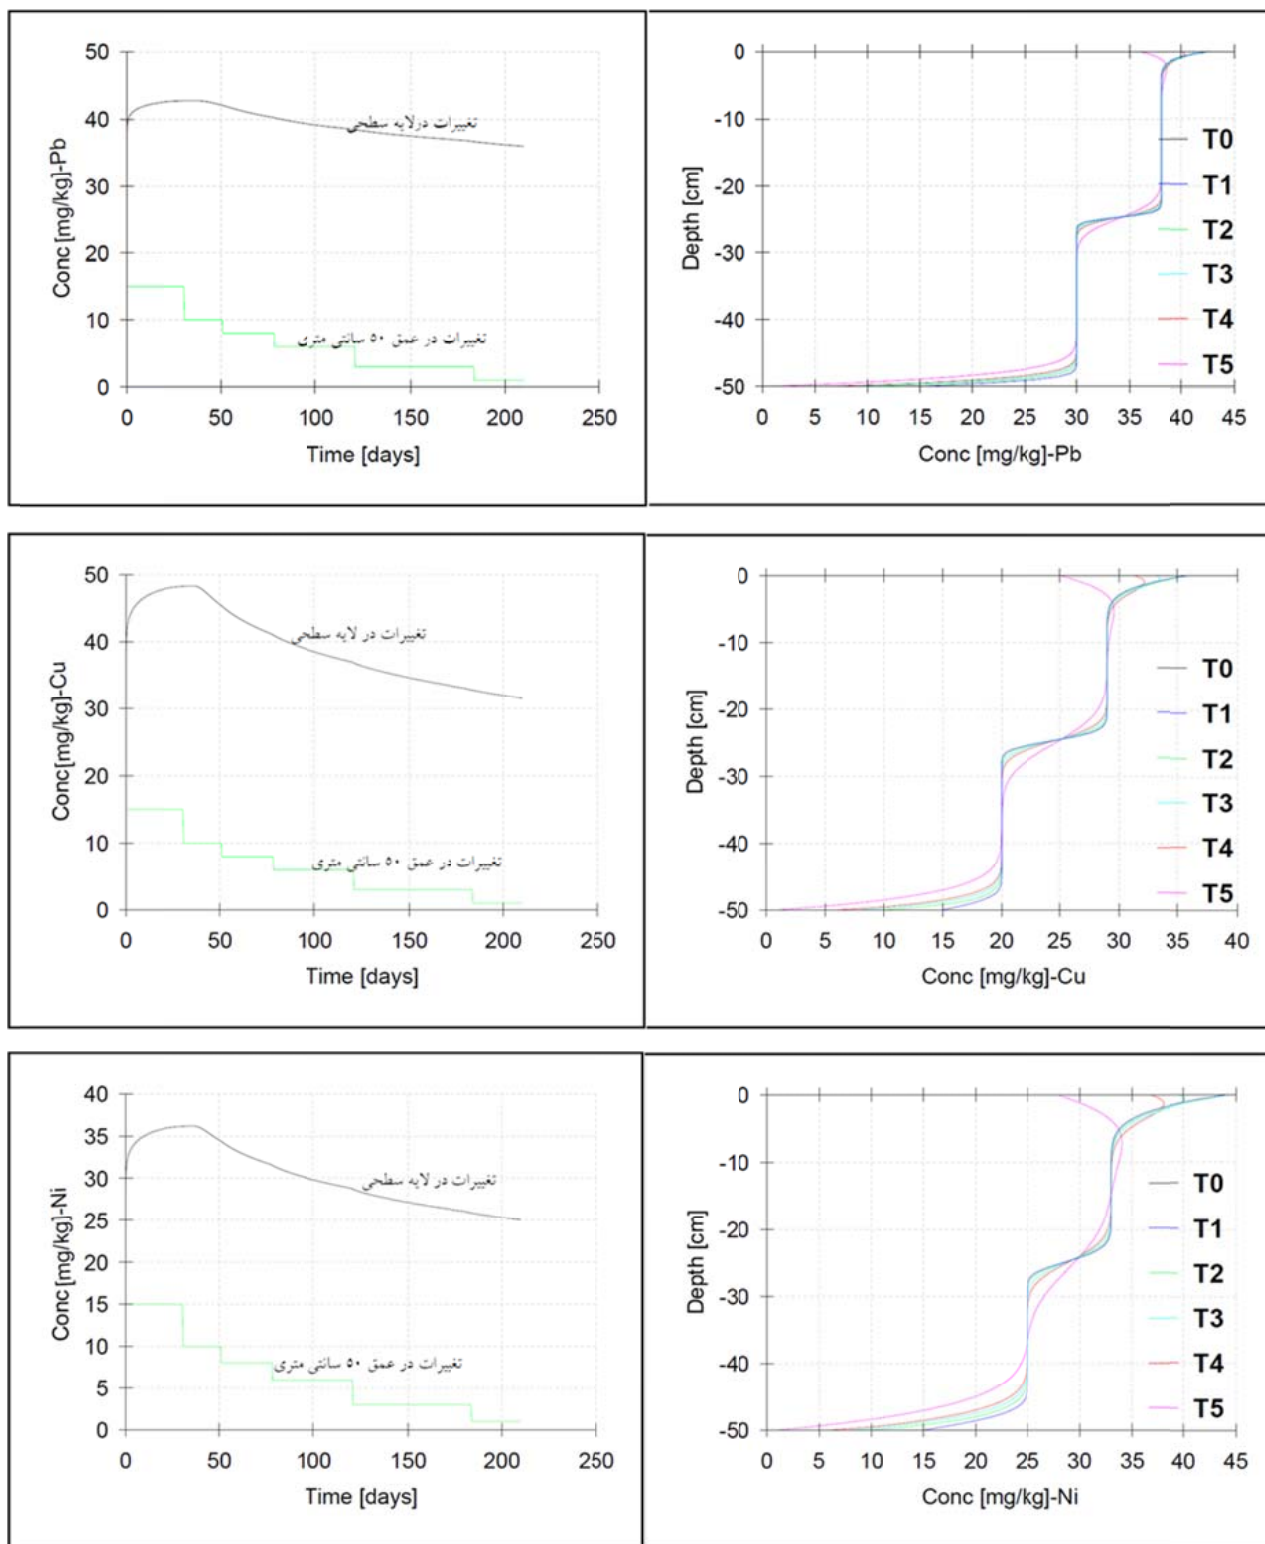 50
40
30
20
10
0
Conc [mg/kg]-Pb
تغییرات درلایه سطحی
تغییرات در عمق ۵۰ سانتی متری
0 50 100 150 200 250
Time [days]
0
-10
-20
-30
-40
-50
Depth [cm]
T0
T1
T2
T3
T4
T5
0 5 10 15 20 25 30 35 40 45
Conc [mg/kg]-Pb
50
40
30
20
10
0
Conc[mg/kg]-Cu
تغییرات در لایه سطحی
تغییرات در عمق ۵۰ سانتی متری
0 50 100 150 200 250
Time [days]
0
-10
-20
-30
-40
-50
Depth [cm]
T0
T1
T2
T3
T4
T5
0 5 10 15 20 25 30 35 40
Conc [mg/kg]-Cu
40
35
30
25
20
15
10
5
0
Conc [mg/kg]-Ni
تغییرات در لایه سطحی
تغییرات در عمق ۵۰ سانتی متری
0 50 100 150 200 250
Time [days]
0
-10
-20
-30
-40
-50
Depth [cm]
T0
T1
T2
T3
T4
T5
0 5 10 15 20 25 30 35 40 45
Conc [mg/kg]-Ni